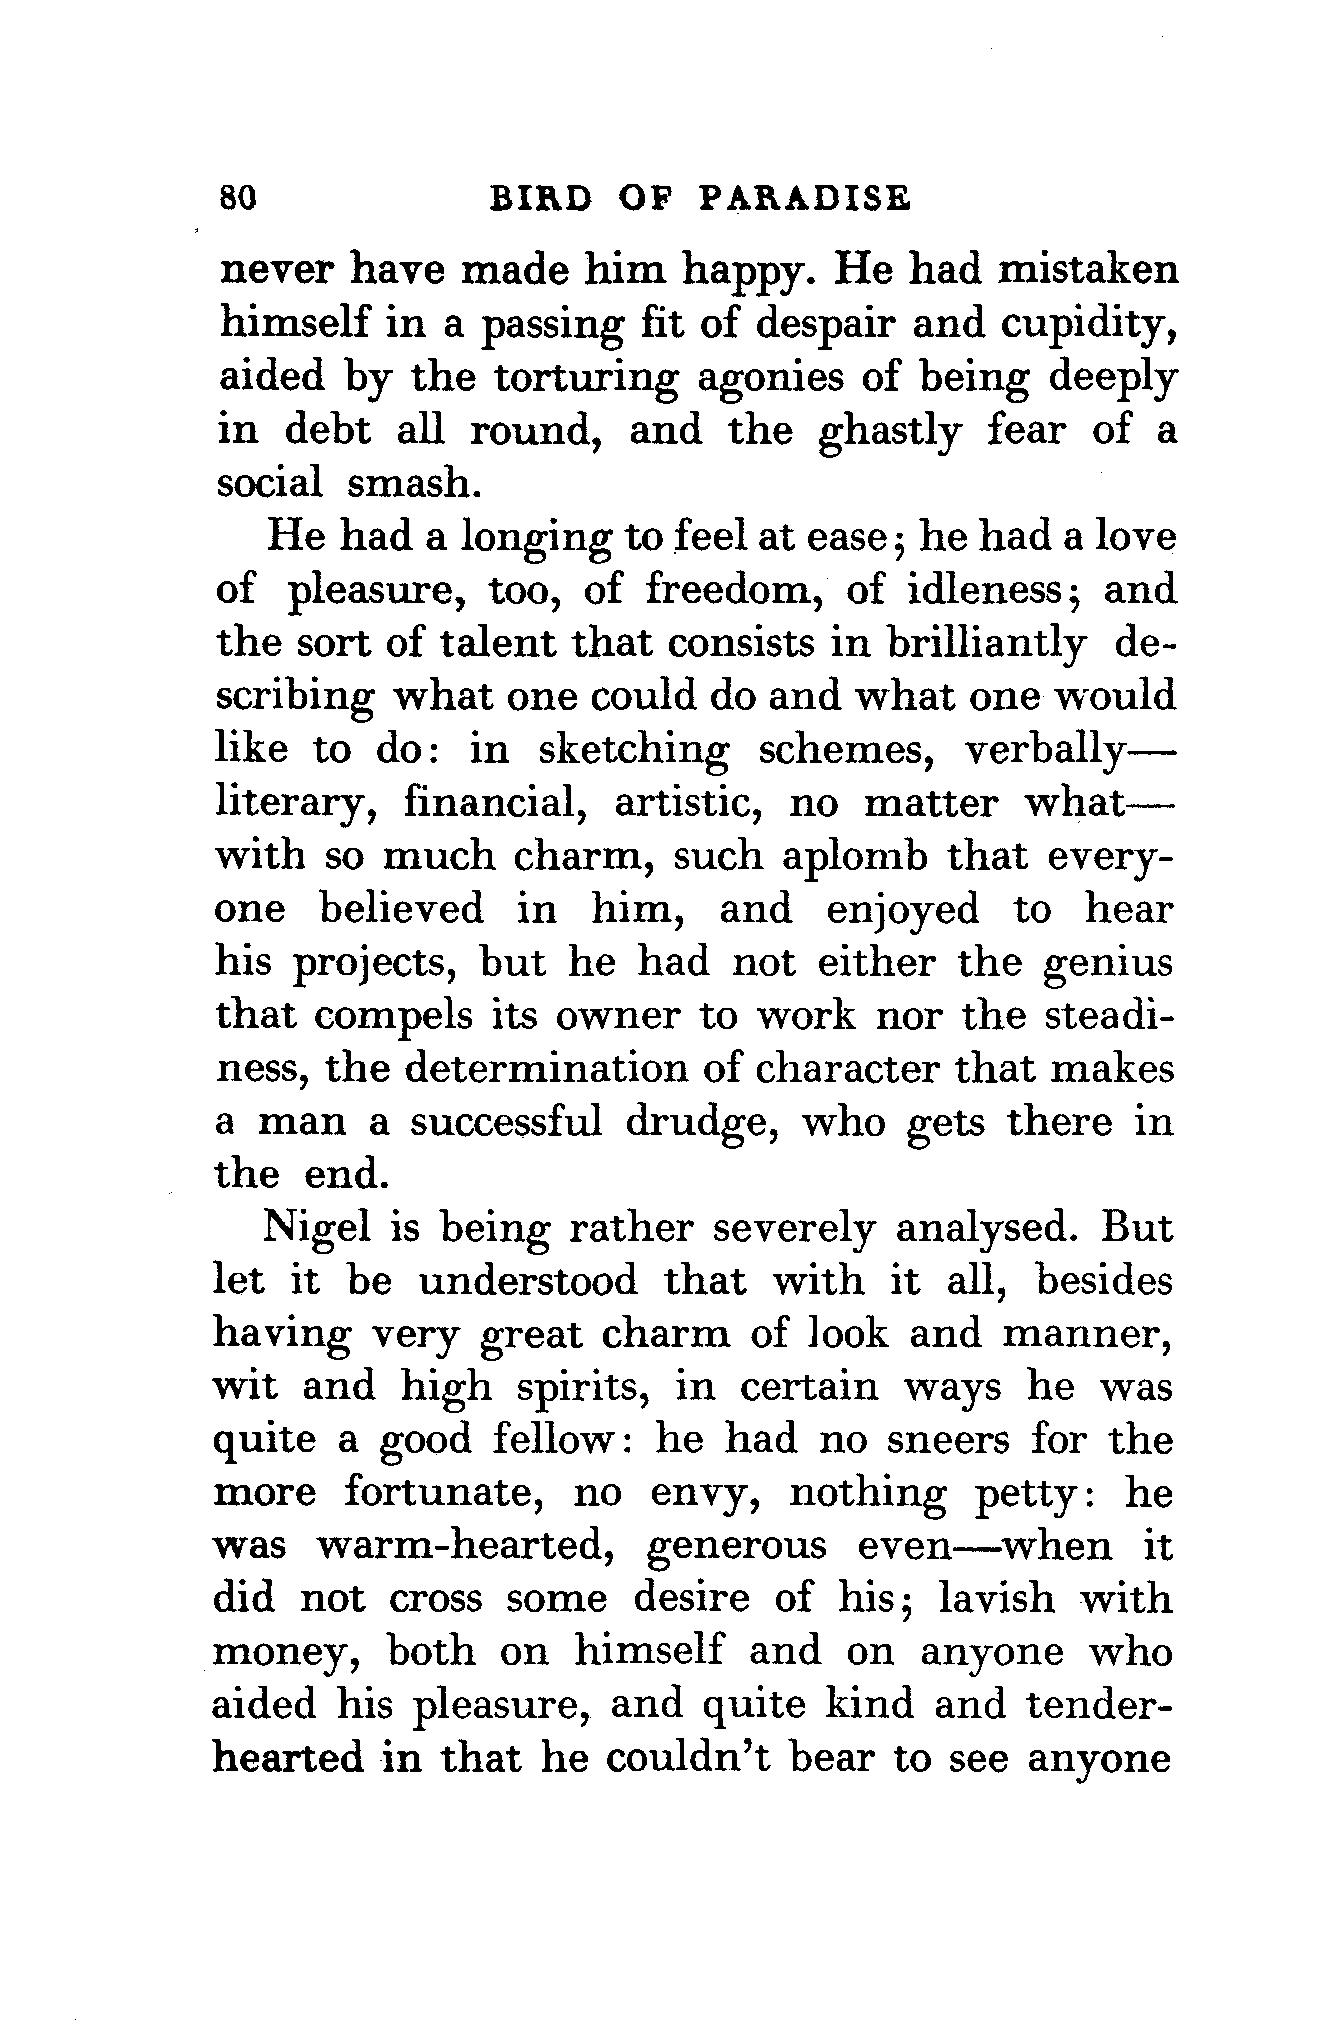 80 BIRD OF PARADISE
never have made him happy. He had mistaken
himself in a passing fit of despair and cupidity,
aided by the torturing agonies of being deeply
in debt all round, and the ghastly fear of a
social smash.
He had a longing to feel at ease; he had a love
of pleasure, too, of freedom, of idleness; and
the sort of talent that consists in brilliantly de-
scribing what one could do and what one would
like to do: in sketching schemes, verbally—
literary, financial, artistic, no matter what—
with so much charm, such aplomb that every-
one believed in him, and enjoyed to hear
his projects, but he had not either the genius
that compels its owner to work nor the steadi-
ness, the determination of character that makes
a man a successful drudge, who gets there in
the end.
Nigel is being rather severely analysed. But
let it be understood that with it all, besides
having very great charm of look and manner,
wit and high spirits, in certain ways he was
quite a good fellow: he had no sneers for the
more fortunate, no envy, nothing petty: he
was warm-hearted, generous even—when it
did not cross some desire of his; lavish with
money, both on himself and on anyone who
aided his pleasure, and quite kind and tender-
hearted in that he couldn't bear to see anyone